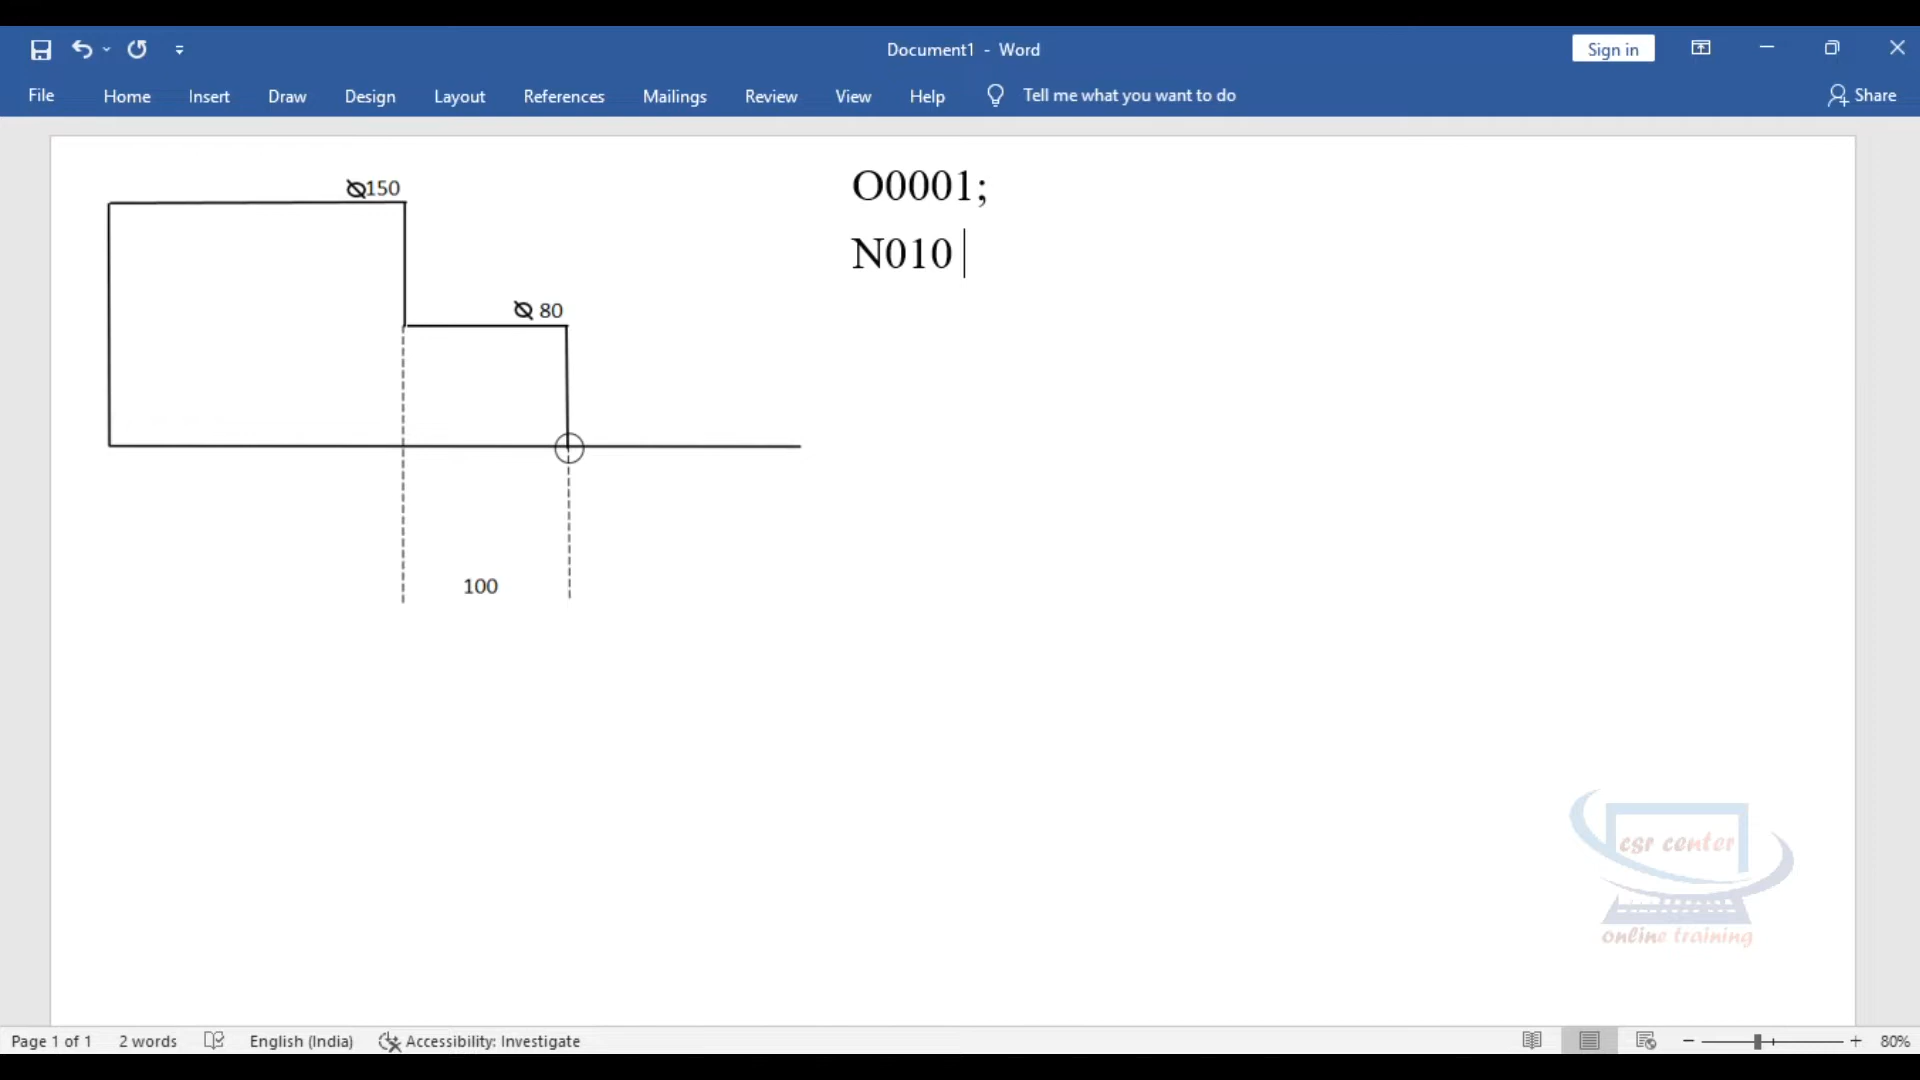 Document1 - Word
Sign in
File Home Insert Draw Design Layout References Mailings Review View Help Tell me what you want to do Share
⌀150
⌀ 80
100
O0001;
N010
csr center
online training
Page 1 of 1 2 words English (India) Accessibility: Investigate 80%